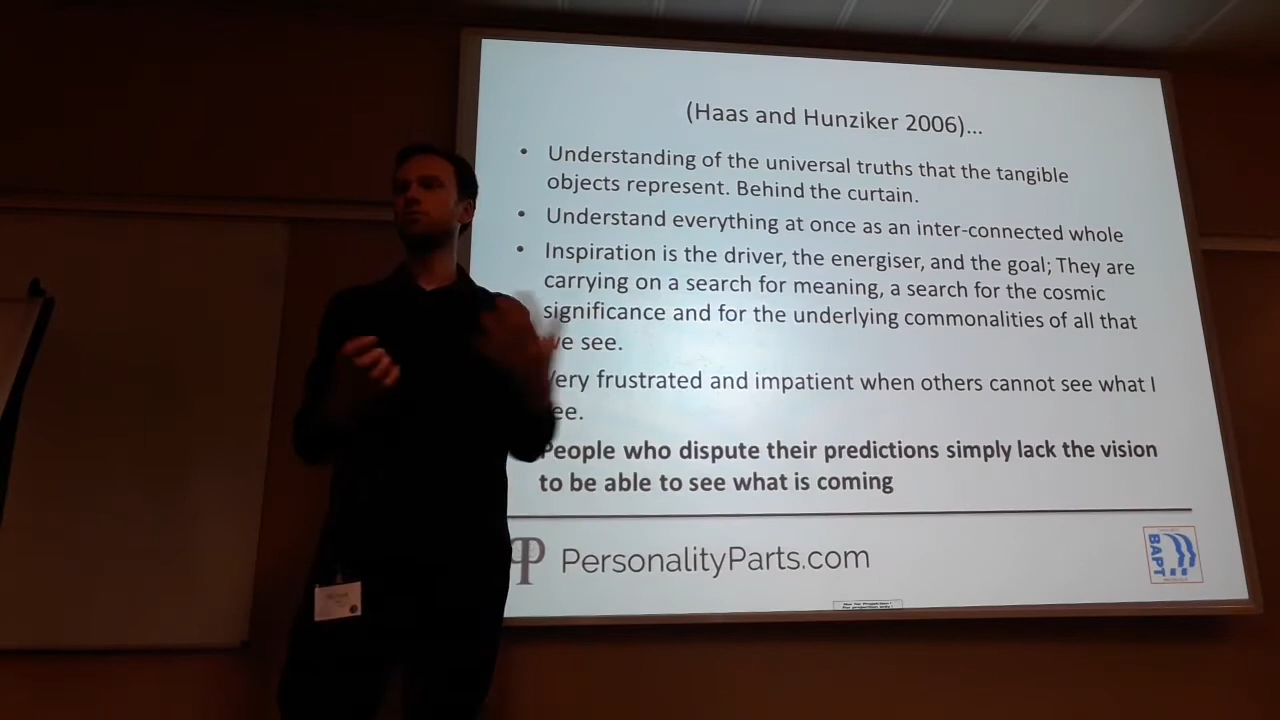 (Haas and Hunziker 2006)...
• Understanding of the universal truths that the tangible
objects represent. Behind the curtain.
• Understand everything at once as an inter-connected whole
• Inspiration is the driver, the energiser, and the goal; They are
carrying on a search for meaning, a search for the cosmic
significance and for the underlying commonalities of all that
we see.
ery frustrated and impatient when others cannot see what I
ee.
People who dispute their predictions simply lack the vision
to be able to see what is coming
PersonalityParts.com
BAPT